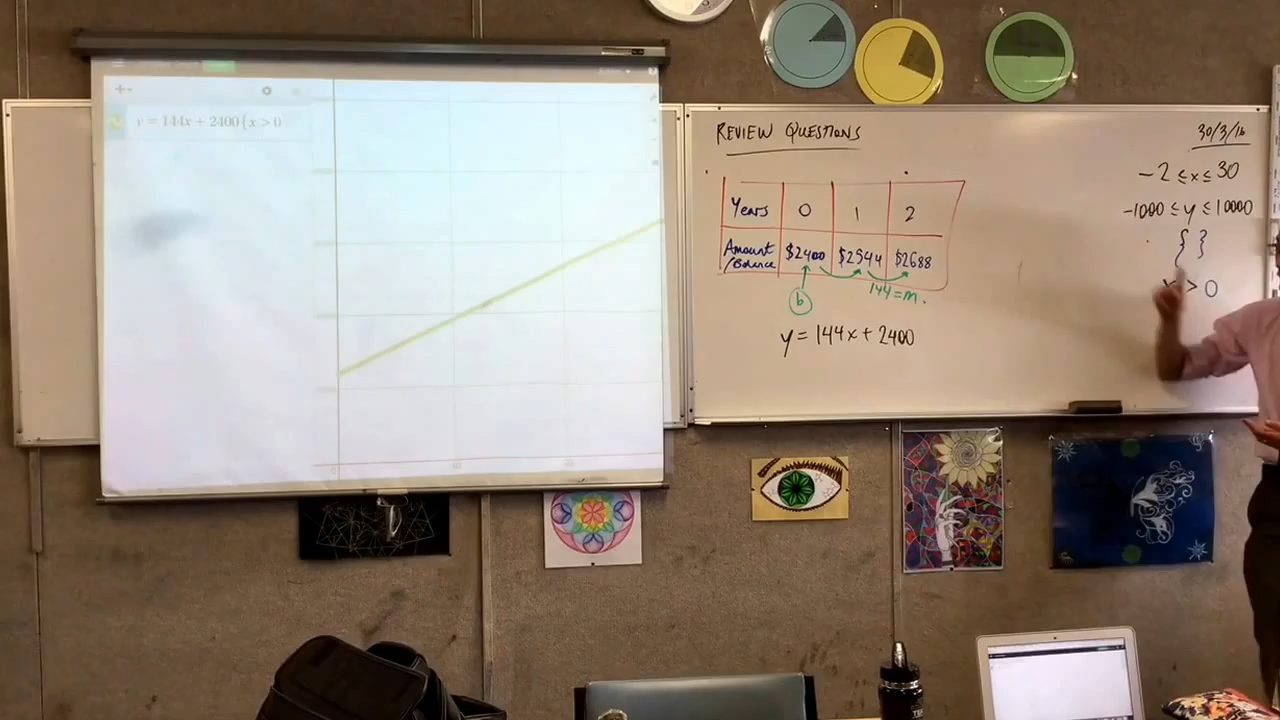 y = 144x + 2400{x > 0
REVIEW QUESTIONS
30/3/16
-2 ≤ x ≤ 30
-1000 ≤ y ≤ 10000
{ }
> 0
Years 0 1 2
Amount /Balance $2400 $2544 $2688
b
144 = m.
y = 144x + 2400